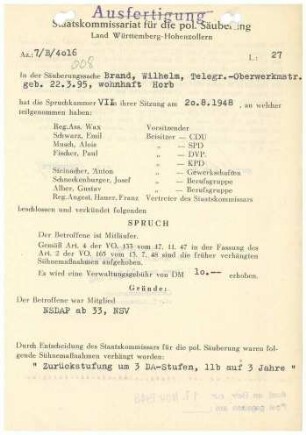 Ausfertigung
Staatskommissariat für die pol. Säuberung
Land Württemberg-Hohenzollern
Az.: 7/B/4016 L: 27
008
In der Säuberungssache Brand, Wilhelm, Telegr.-Oberwerkmstr.
geb. 22.3.95, wohnhaft Horb
hat die Spruchkammer VII. ihrer Sitzung am 20.8.1948, an welcher
teilgenommen haben:
Reg.Ass. Wax Vorsitzender
Schwarz, Emil Beisitzer — CDU
Mauch, Alois „ — SPD
Fischer, Paul „ — DVP.
„ — KPD.
Steinacher, Anton „ — Gewerkschaften
Schneckenburger, Josef „ — Berufsgruppe
Alber, Gustav „ — Berufsgruppe
Reg.Angest. Hauer, Franz Vertreter des Staatskommissars
beschlossen und verkündet folgenden
SPRUCH
Der Betroffene ist Mitläufer.
Gemäß Art. 4 der VO. 133 vom 17. 11. 47 in der Fassung des
Art. 2 der VO. 165 vom 13. 7. 48 sind die früher verhängten
Sühnemaßnahmen aufgehoben.
Es wird eine Verwaltungsgebühr von DM 10.-- erhoben.
Gründe:
Der Betroffene war Mitglied
NSDAP ab 33, NSV
Durch Entscheidung des Staatskommissars für die pol. Säuberung waren
folgende Sühnemaßnahmen verhängt worden:
" Zurückstufung um 3 DA-Stufen, 11b auf 3 Jahre "